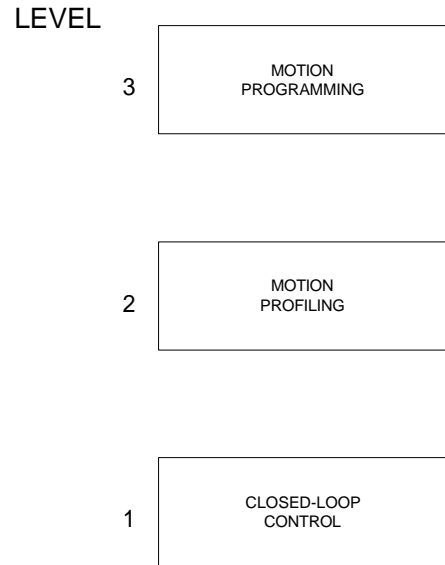 LEVEL
3
MOTION
PROGRAMMING
2
MOTION
PROFILING
1
CLOSED-LOOP
CONTROL